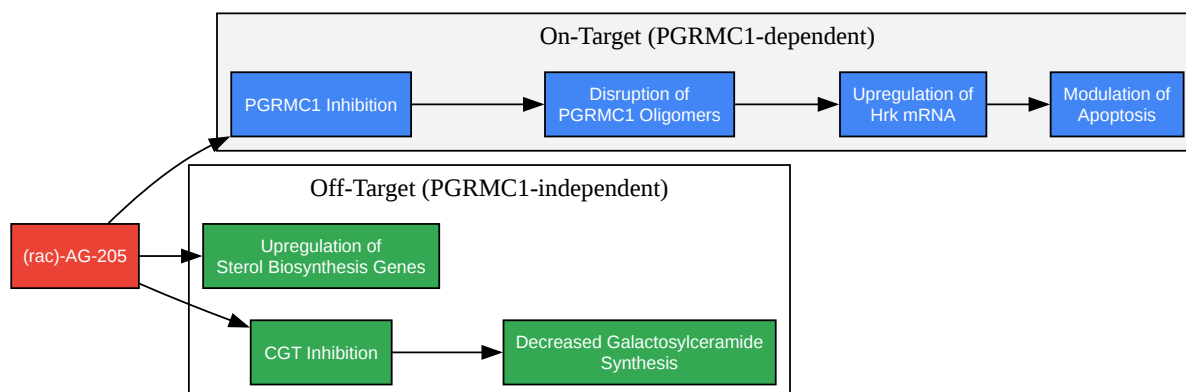 On-Target (PGRMC1-dependent)
PGRMC1 Inhibition
Disruption of
PGRMC1 Oligomers
Upregulation of
Hrk mRNA
Modulation of
Apoptosis
Off-Target (PGRMC1-independent)
(rac)-AG-205
Upregulation of
Sterol Biosynthesis Genes
CGT Inhibition
Decreased Galactosylceramide
Synthesis